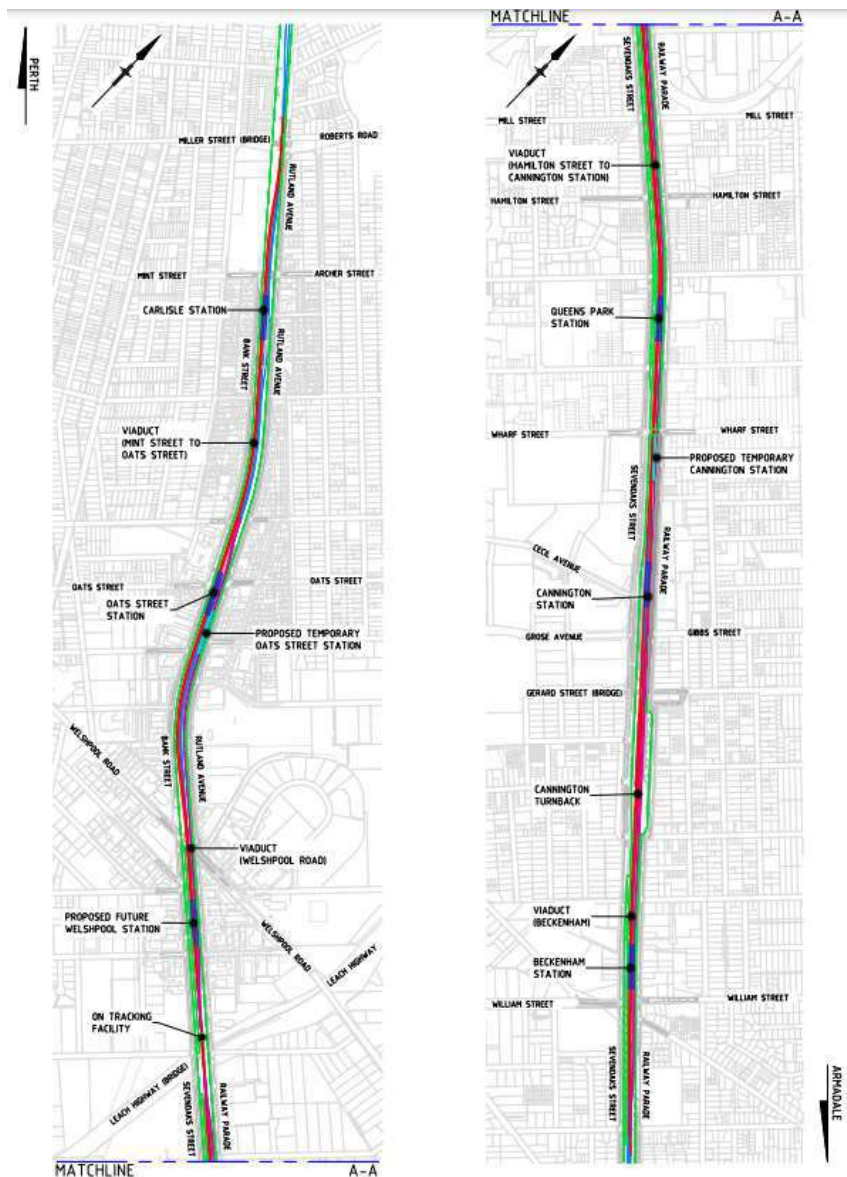 PERTH
MILLER STREET (BRIDGE)
ROBERTS ROAD
RUTLAND AVENUE
MINT STREET
ARCHER STREET
CARLISLE STATION
RUTLAND AVENUE
BANK STREET
VIADUCT
(MINT STREET TO
OATS STREET)
OATS STREET
OATS STREET
OATS STREET
STATION
PROPOSED TEMPORARY
OATS STREET STATION
WELSHPOOL ROAD
BANK STREET
RUTLAND AVENUE
VIADUCT
(WELSHPOOL ROAD)
PROPOSED FUTURE
WELSHPOOL STATION
WELSHPOOL ROAD
LEACH HIGHWAY
ON TRACKING
FACILITY
LEACH HIGHWAY (BRIDGE)
SEVENOAKS STREET
RAILWAY PARADE
MATCHLINE
A-A
MATCHLINE
A-A
SEVENOAKS STREET
RAILWAY PARADE
MILL STREET
MILL STREET
VIADUCT
(HAMILTON STREET TO
CANNINGTON STATION)
HAMILTON STREET
HAMILTON STREET
QUEENS PARK
STATION
WHARF STREET
WHARF STREET
PROPOSED TEMPORARY
CANNINGTON STATION
SEVENOAKS STREET
RAILWAY PARADE
CECIL AVENUE
CANNINGTON
STATION
GROSE AVENUE
GIBBS STREET
GERARD STREET (BRIDGE)
CANNINGTON
TURNBACK
VIADUCT
(BECKENHAM)
BECKENHAM
STATION
WILLIAM STREET
WILLIAM STREET
SEVENOAKS STREET
RAILWAY PARADE
ARMADALE